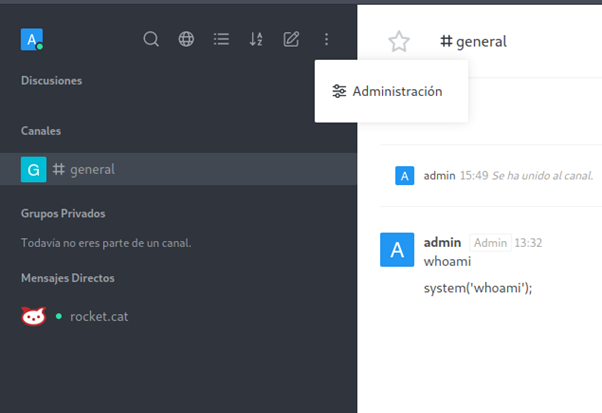 A
Discusiones
Canales
G # general
Grupos Privados
Todavía no eres parte de un canal.
Mensajes Directos
rocket.cat
Administración
# general
A admin 15:49 Se ha unido al canal.
A admin Admin 13:32
whoami
system('whoami');